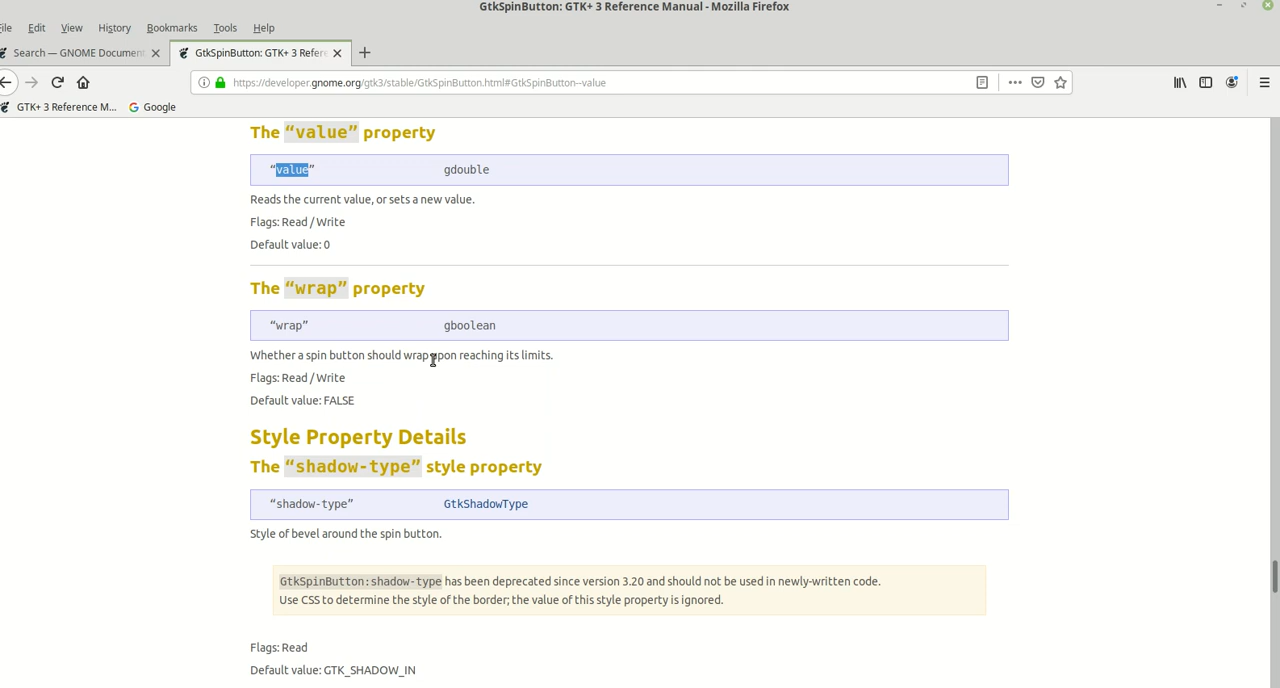 GtkSpinButton: GTK+ 3 Reference Manual - Mozilla Firefox
ile Edit View History Bookmarks Tools Help
Search — GNOME Documen
GtkSpinButton: GTK+ 3 Refere
https://developer.gnome.org/gtk3/stable/GtkSpinButton.html#GtkSpinButton--value
GTK+ 3 Reference M... Google
The “value” property
“value” gdouble
Reads the current value, or sets a new value.
Flags: Read / Write
Default value: 0
The “wrap” property
“wrap” gboolean
Whether a spin button should wrap upon reaching its limits.
Flags: Read / Write
Default value: FALSE
Style Property Details
The “shadow-type” style property
“shadow-type” GtkShadowType
Style of bevel around the spin button.
GtkSpinButton:shadow-type has been deprecated since version 3.20 and should not be used in newly-written code.
Use CSS to determine the style of the border; the value of this style property is ignored.
Flags: Read
Default value: GTK_SHADOW_IN